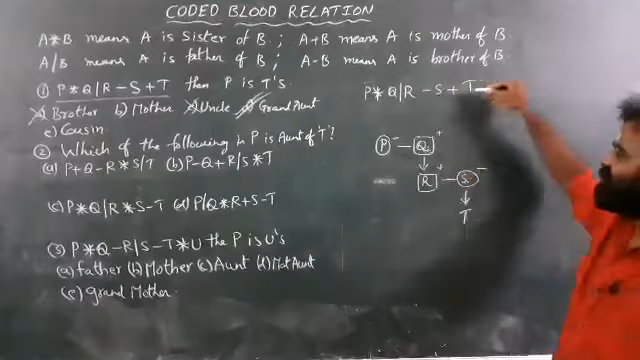 CODED BLOOD RELATION
A*B means A is Sister of B ; A+B means A is mother of B
A/B means A is father of B ; A-B means A is brother of B
(1) P*Q/R-S+T then P is T's.
a) Brother b) Mother c) Uncle d) Grand Aunt
e) Cousin
(2) Which of the following in P is Aunt of T?
(a) P+Q-R*S/T (b) P-Q+R/S*T
(c) P*Q/R*S-T (d) P/Q*R+S-T
(3) P*Q-R/S-T*U the P is U's
(a) father (b) Mother (c) Aunt (d) Aunt
(e) grand Mother
P*Q/R-S+T
P - Q +
R + S -
T